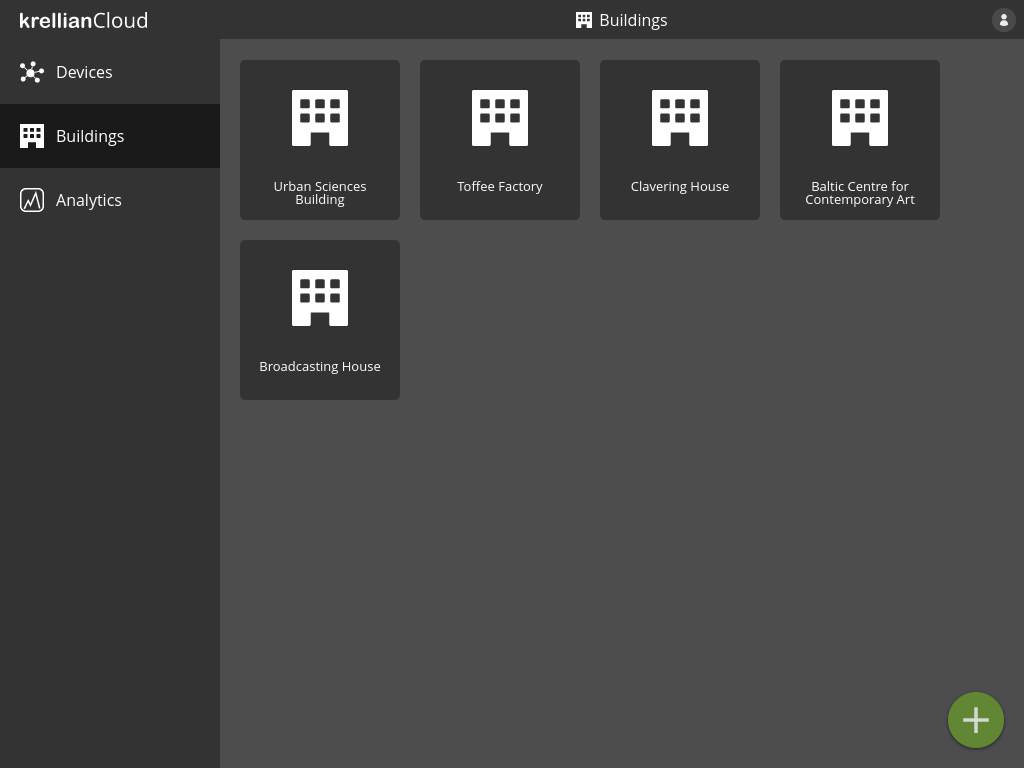 krellianCloud
Buildings
Devices
Buildings
Analytics
Urban Sciences
Building
Toffee Factory
Clavering House
Baltic Centre for
Contemporary Art
Broadcasting House